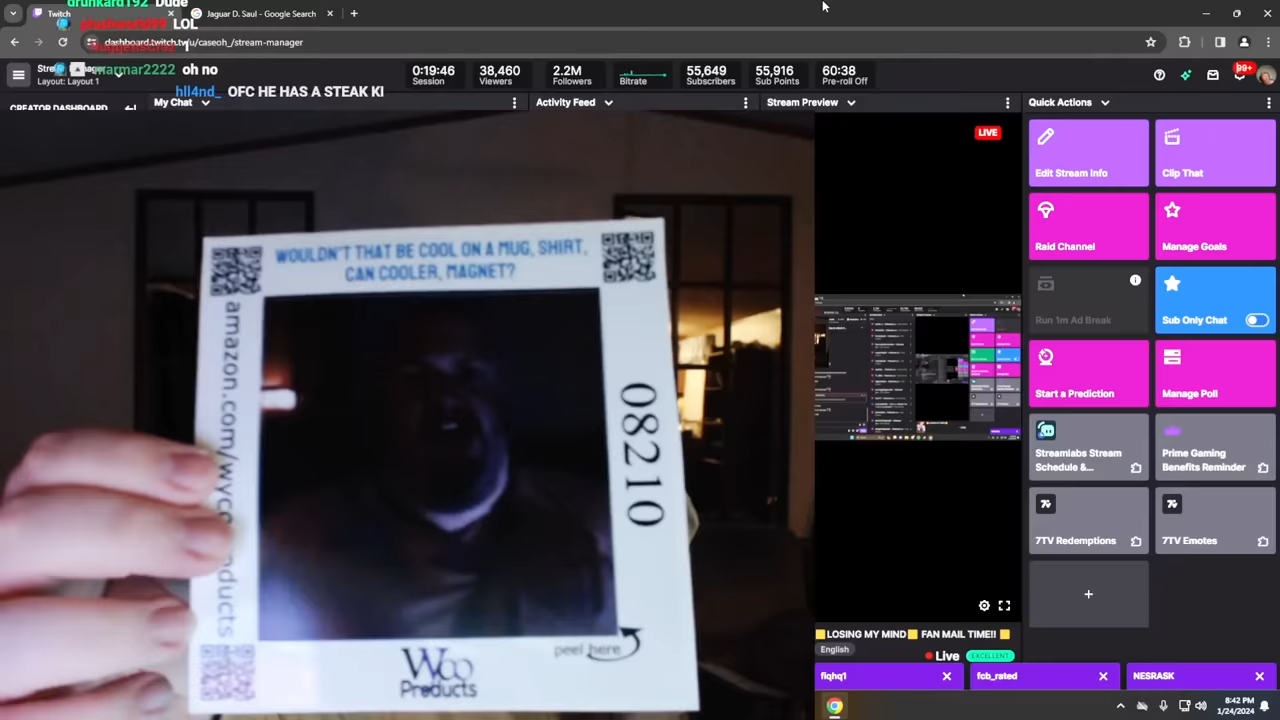 drunkard192 Dude
Twitch
Jaguar D. Saul - Google Search
LOL
dashboard.twitch.tv/u/caseoh_/stream-manager
marmar2222 oh no
hll4nd_ OFC HE HAS A STEAK KI
Layout: Layout 1
0:19:46
Session
38,460
Viewers
2.2M
Followers
Bitrate
55,649
Subscribers
55,916
Sub Points
60:38
Pre-roll Off
99+
CREATOR DASHBOARD
My Chat
Activity Feed
Stream Preview
Quick Actions
LIVE
Edit Stream Info
Clip That
Raid Channel
Manage Goals
Run 1m Ad Break
Sub Only Chat
Start a Prediction
Manage Poll
Streamlabs Stream
Schedule &...
Prime Gaming
Benefits Reminder
7TV Redemptions
7TV Emotes
WOULDN'T THAT BE COOL ON A MUG, SHIRT,
CAN COOLER, MAGNET?
08210
peel here
Woo
Products
LOSING MY MIND FAN MAIL TIME!!
English
Live
EXCELLENT
fiqhq1
fcb_rated
NESRASK
8:42 PM
1/24/2024